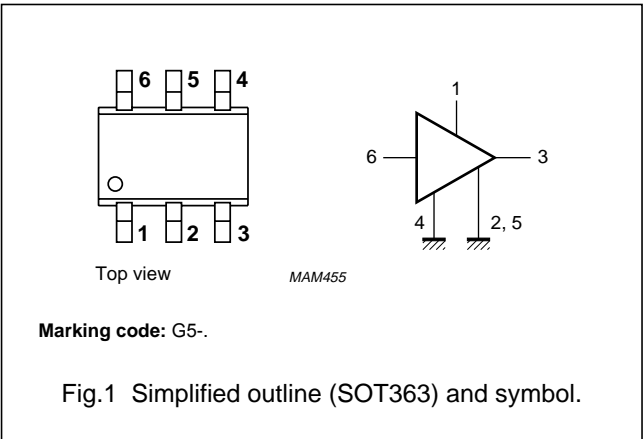 6 5 4
1 2 3
Top view
1
6
3
4
2, 5
MAM455
Marking code: G5-.
Fig.1 Simplified outline (SOT363) and symbol.